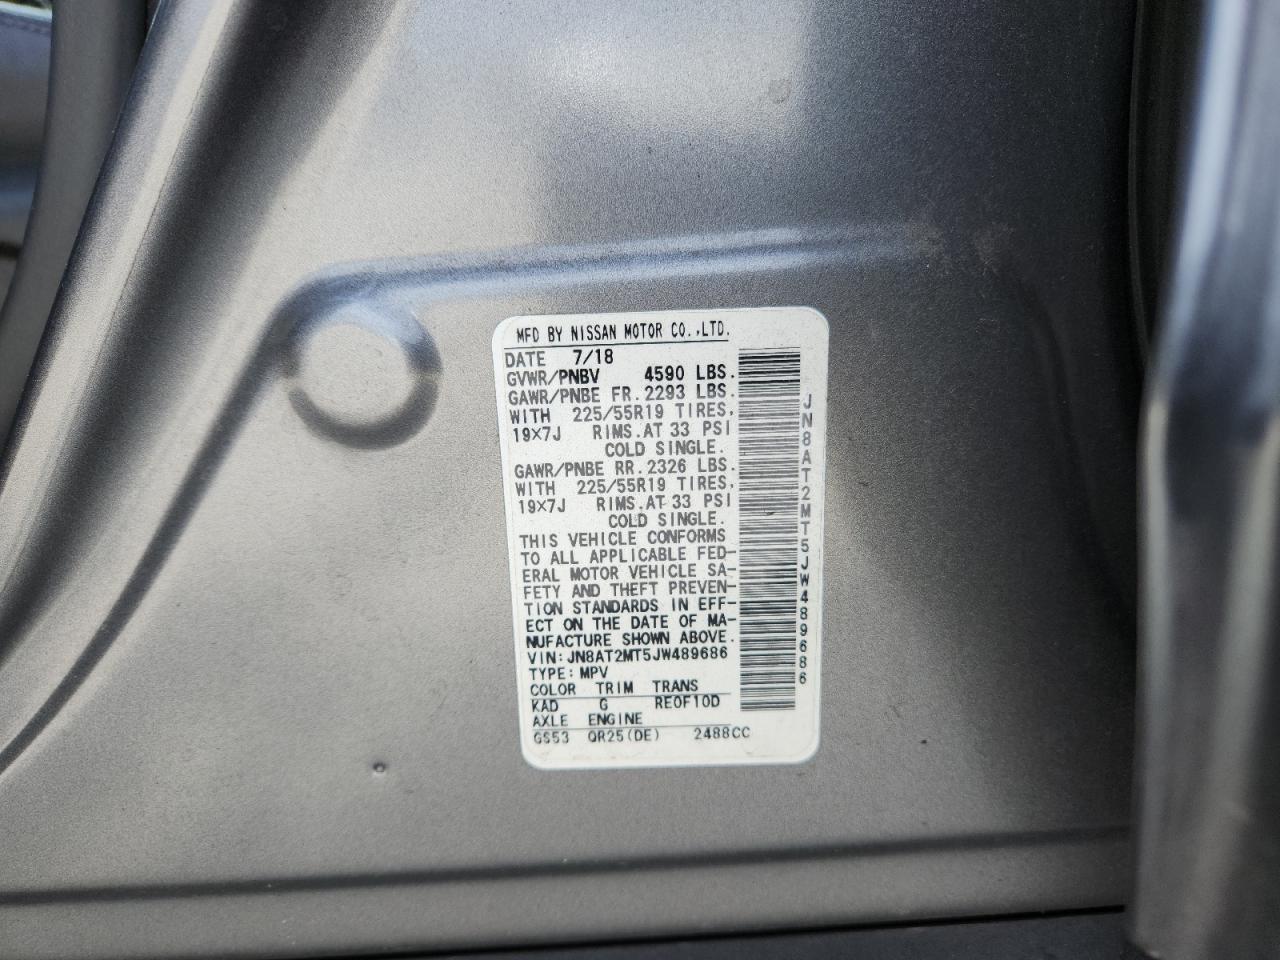 MFD BY NISSAN MOTOR CO.,LTD.
DATE 7/18
GVWR/PNBV 4590 LBS.
GAWR/PNBE FR. 2293 LBS.
WITH 225/55R19 TIRES,
19×7J RIMS.AT 33 PSI
COLD SINGLE.
GAWR/PNBE RR. 2326 LBS.
WITH 225/55R19 TIRES,
19×7J RIMS.AT 33 PSI
COLD SINGLE.
THIS VEHICLE CONFORMS
TO ALL APPLICABLE FED-
ERAL MOTOR VEHICLE SA-
FETY AND THEFT PREVEN-
TION STANDARDS IN EFF-
ECT ON THE DATE OF MA-
NUFACTURE SHOWN ABOVE.
VIN: JN8AT2MT5JW489686
TYPE: MPV
COLOR TRIM TRANS
KAD G RE0F10D
AXLE ENGINE
GS53 QR25(DE) 2488CC
JN8AT2MT5JW489686